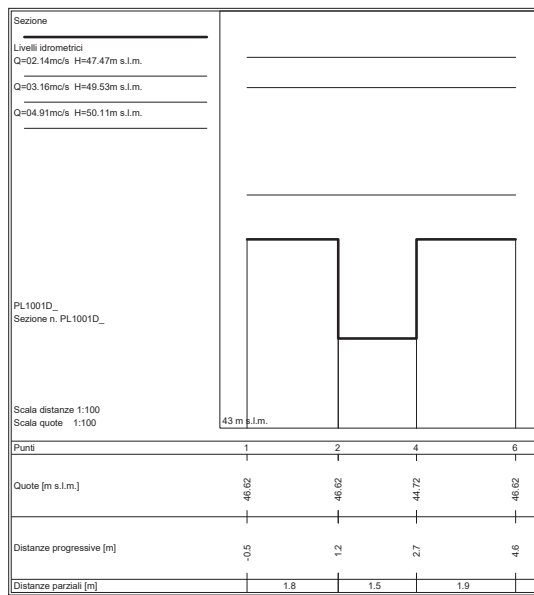 Sezione
Livelli idrometrici
Q=02.14mc/s H=47.47m s.l.m.
Q=03.16mc/s H=49.53m s.l.m.
Q=04.91mc/s H=50.11m s.l.m.
PL1001D_
Sezione n. PL1001D_
Scala distanze 1:100
Scala quote 1:100
43 m s.l.m.
Punti 1 2 4 6
Quote [m s.l.m.] 46.62 46.62 44.72 46.62
Distanze progressive [m] -0.5 1.2 2.7 4.6
Distanze parziali [m] 1.8 1.5 1.9